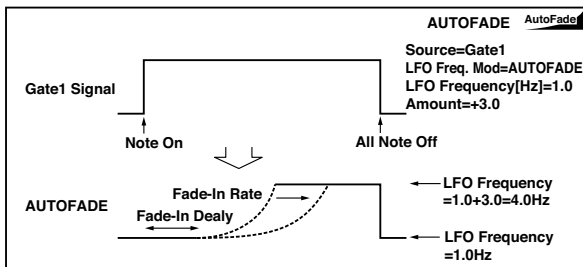 AUTOFADE AutoFade
Source=Gate1
LFO Freq. Mod=AUTOFADE
LFO Frequency[Hz]=1.0
Amount=+3.0
Gate1 Signal
Note On
All Note Off
AUTOFADE
Fade-In Rate
Fade-In Dealy
LFO Frequency
=1.0+3.0=4.0Hz
LFO Frequency
=1.0Hz